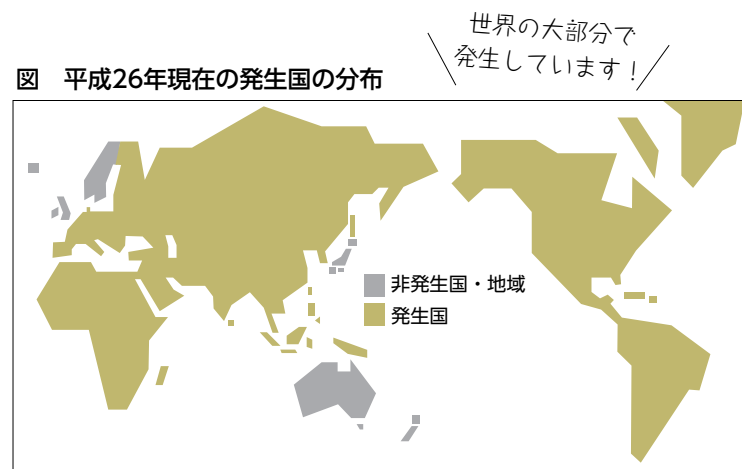 世界の大部分で
発生しています!
図 平成26年現在の発生国の分布
非発生国・地域
発生国